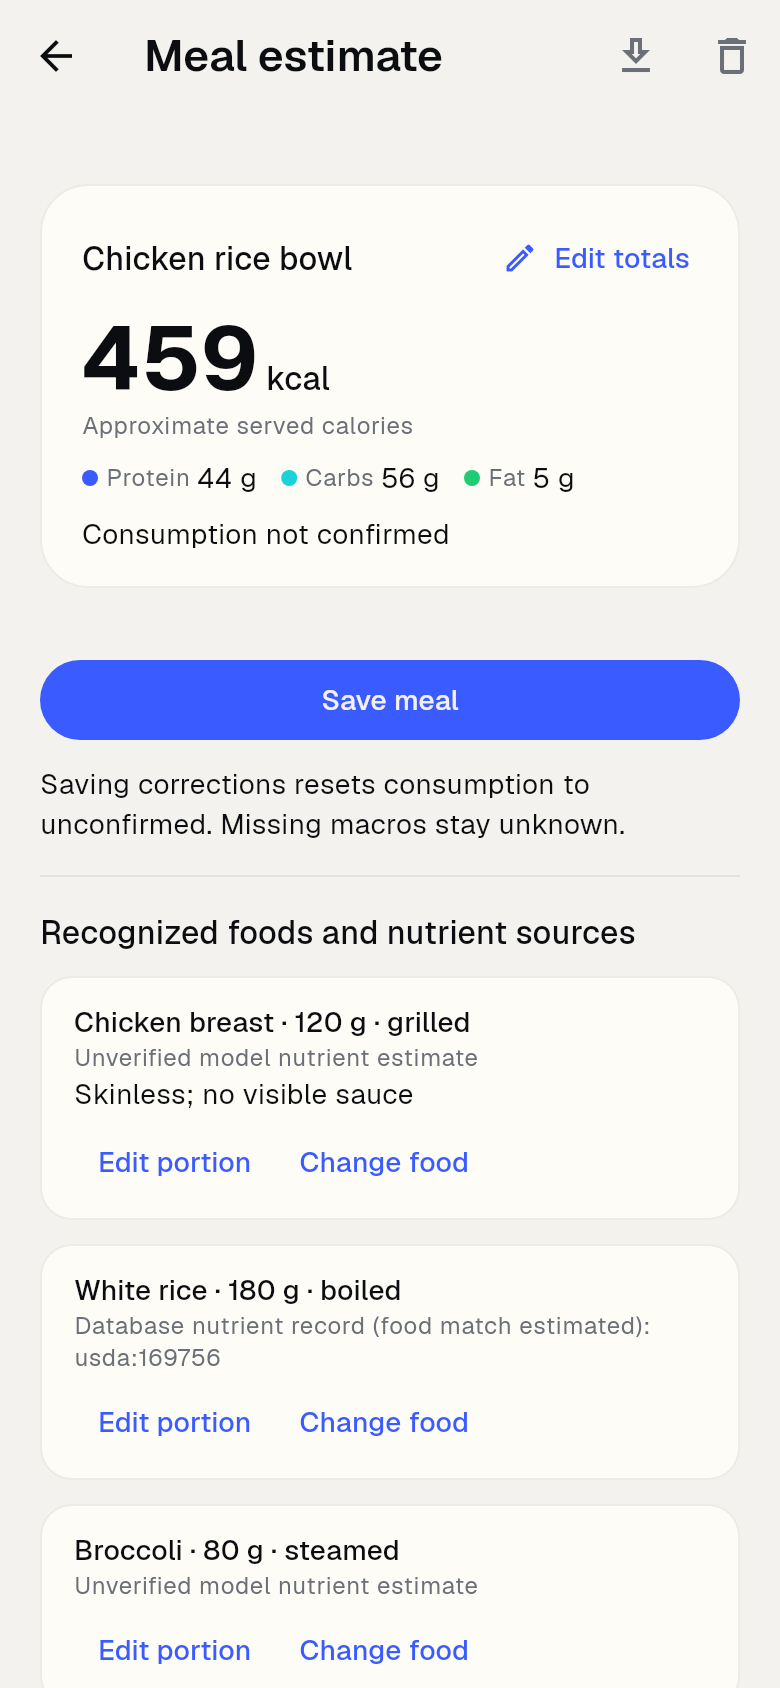 Meal estimate
Chicken rice bowl
Edit totals
459 kcal
Approximate served calories
Protein 44 g Carbs 56 g Fat 5 g
Consumption not confirmed
Save meal
Saving corrections resets consumption to
unconfirmed. Missing macros stay unknown.
Recognized foods and nutrient sources
Chicken breast · 120 g · grilled
Unverified model nutrient estimate
Skinless; no visible sauce
Edit portion Change food
White rice · 180 g · boiled
Database nutrient record (food match estimated):
usda:169756
Edit portion Change food
Broccoli · 80 g · steamed
Unverified model nutrient estimate
Edit portion Change food